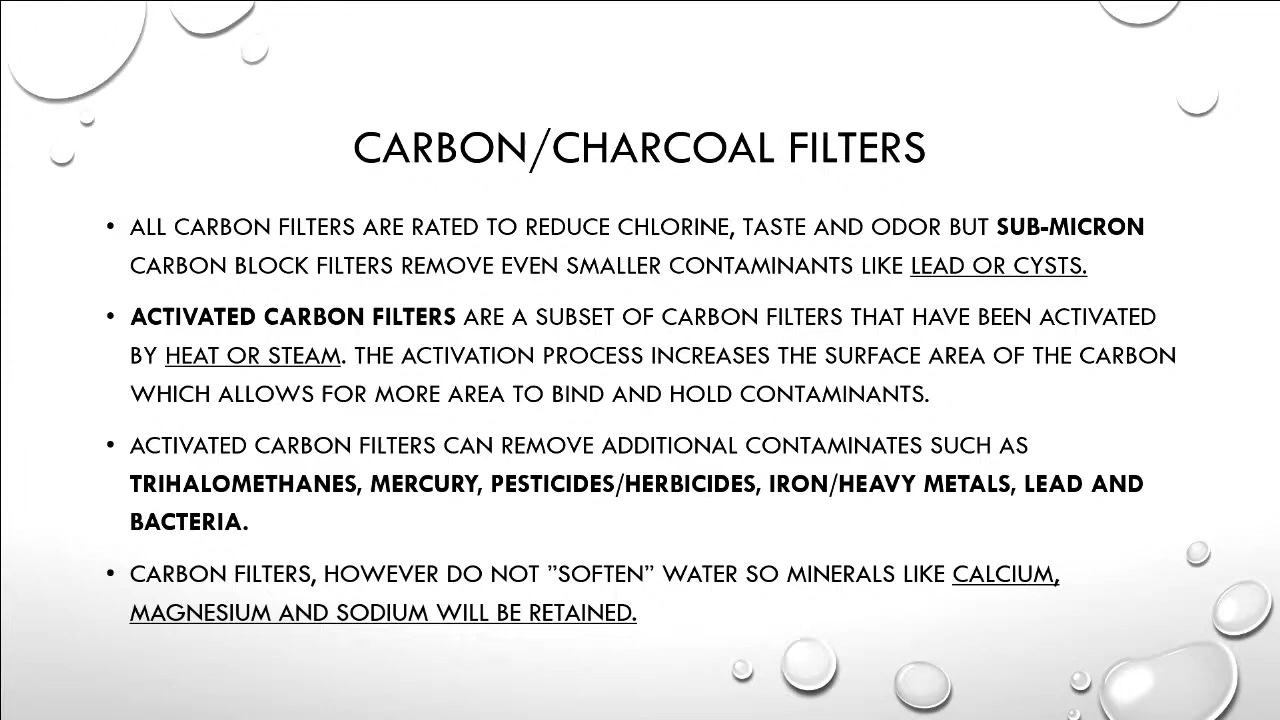 CARBON/CHARCOAL FILTERS
• ALL CARBON FILTERS ARE RATED TO REDUCE CHLORINE, TASTE AND ODOR BUT SUB-MICRON
CARBON BLOCK FILTERS REMOVE EVEN SMALLER CONTAMINANTS LIKE LEAD OR CYSTS.
• ACTIVATED CARBON FILTERS ARE A SUBSET OF CARBON FILTERS THAT HAVE BEEN ACTIVATED
BY HEAT OR STEAM. THE ACTIVATION PROCESS INCREASES THE SURFACE AREA OF THE CARBON
WHICH ALLOWS FOR MORE AREA TO BIND AND HOLD CONTAMINANTS.
• ACTIVATED CARBON FILTERS CAN REMOVE ADDITIONAL CONTAMINATES SUCH AS
TRIHALOMETHANES, MERCURY, PESTICIDES/HERBICIDES, IRON/HEAVY METALS, LEAD AND
BACTERIA.
• CARBON FILTERS, HOWEVER DO NOT ”SOFTEN” WATER SO MINERALS LIKE CALCIUM,
MAGNESIUM AND SODIUM WILL BE RETAINED.